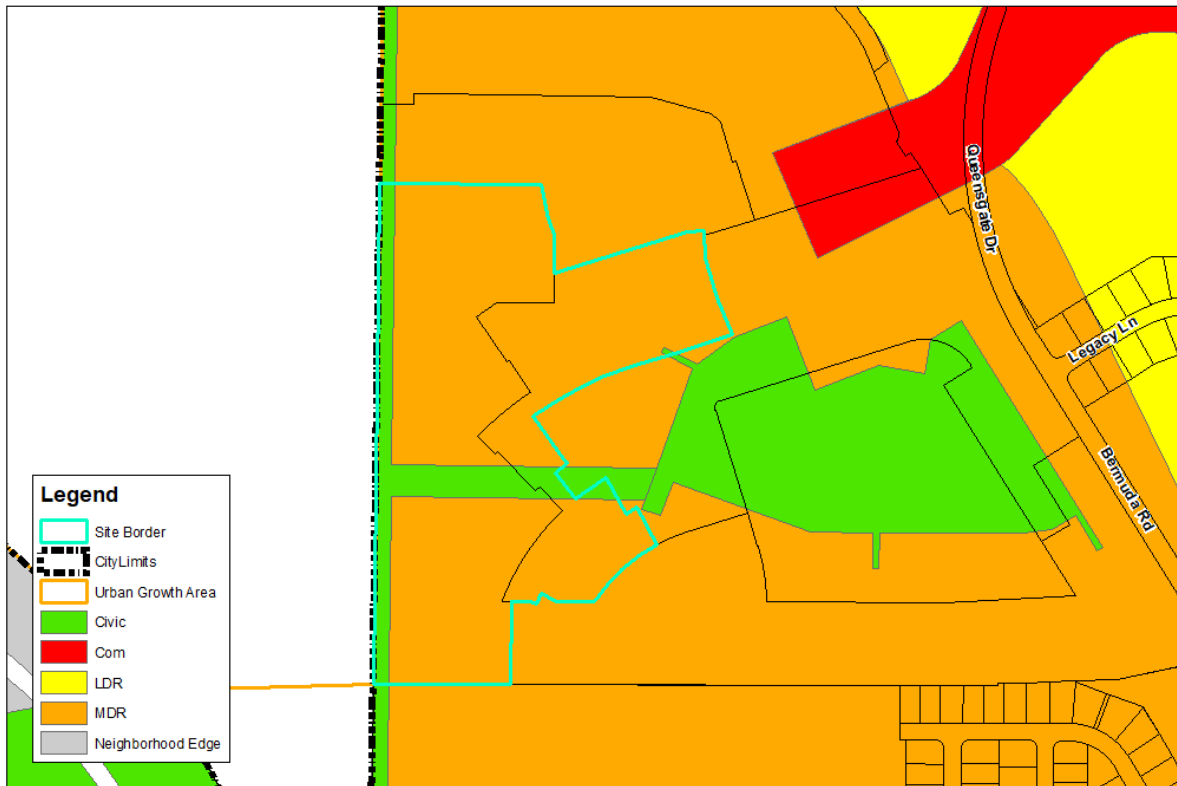 Queensgate Dr
Legacy Ln
Bermuda Rd
Legend
Site Border
CityLimits
Urban Growth Area
Civic
Com
LDR
MDR
Neighborhood Edge